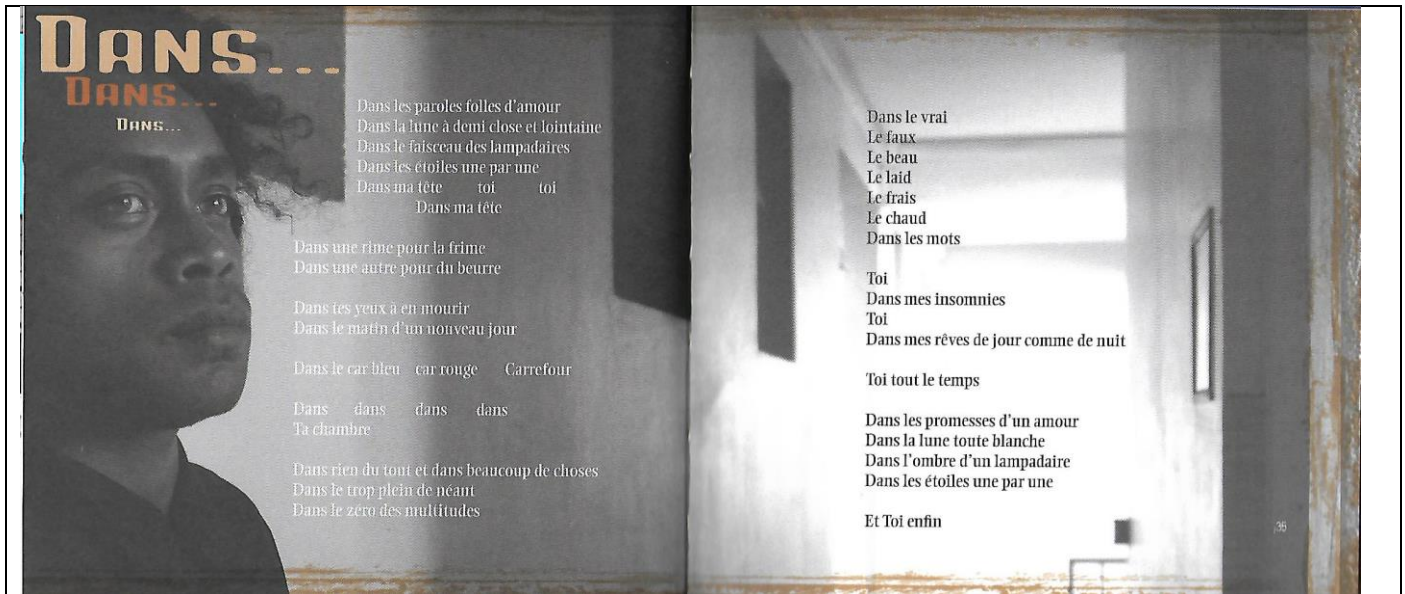 DANS...
DANS...
DANS...
Dans les paroles folles d'amour
Dans la lune à demi close et lointaine
Dans le faisceau des lampadaires
Dans les étoiles une par une
Dans ma tête toi toi
Dans ma tête
Dans une rime pour la frime
Dans une autre pour du beurre
Dans tes yeux à en mourir
Dans le matin d'un nouveau jour
Dans le car bleu car rouge Carrefour
Dans dans dans dans
Ta chambre
Dans rien du tout et dans beaucoup de choses
Dans le trop plein de néant
Dans le zéro des multitudes
Dans le vrai
Le faux
Le beau
Le laid
Le frais
Le chaud
Dans les mots
Toi
Dans mes insomnies
Toi
Dans mes rêves de jour comme de nuit
Toi tout le temps
Dans les promesses d'un amour
Dans la lune toute blanche
Dans l'ombre d'un lampadaire
Dans les étoiles une par une
Et Toi enfin
36